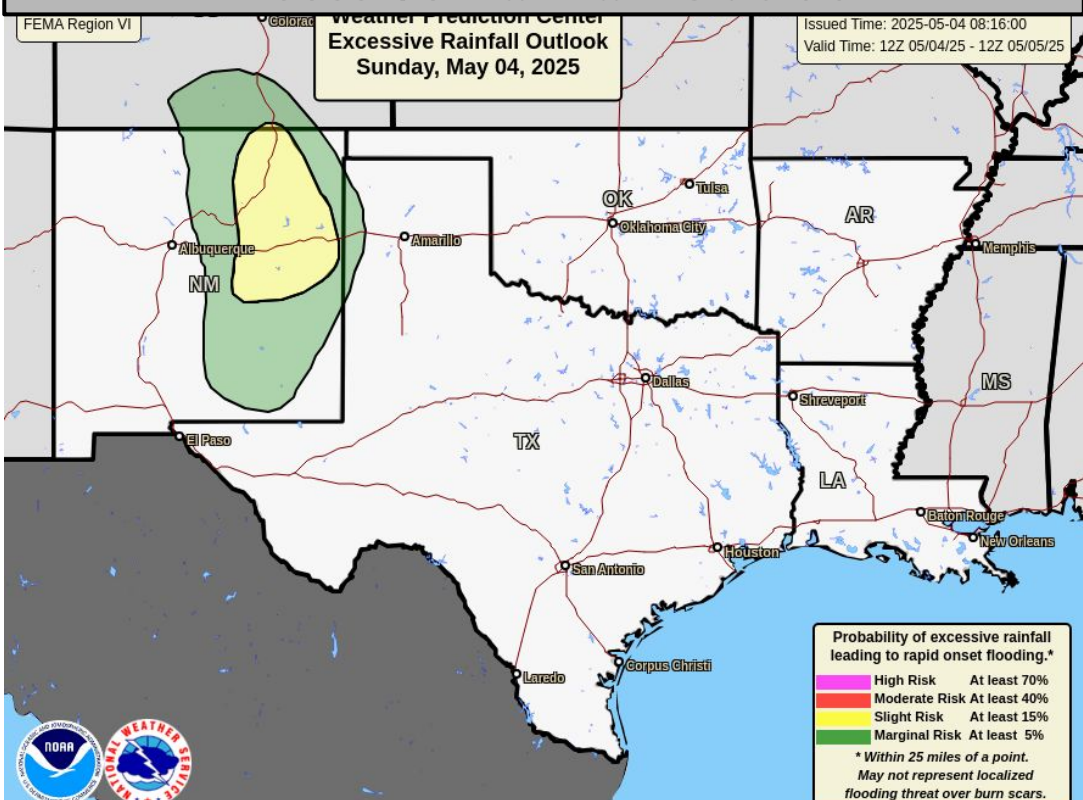 FEMA Region VI
Colorad
Weather Prediction Center
Excessive Rainfall Outlook
Sunday, May 04, 2025
Issued Time: 2025-05-04 08:16:00
Valid Time: 12Z 05/04/25 - 12Z 05/05/25
Tulsa
OK
Oklahoma City
AR
Albuquerque
Amarillo
Memphis
NM
Dallas
MS
Shreveport
El Paso
TX
LA
Baton Rouge
New Orleans
Houston
San Antonio
Corpus Christi
Laredo
Probability of excessive rainfall
leading to rapid onset flooding.*
High Risk At least 70%
Moderate Risk At least 40%
Slight Risk At least 15%
Marginal Risk At least 5%
* Within 25 miles of a point.
May not represent localized
flooding threat over burn scars.
NOAA
NATIONAL WEATHER SERVICE